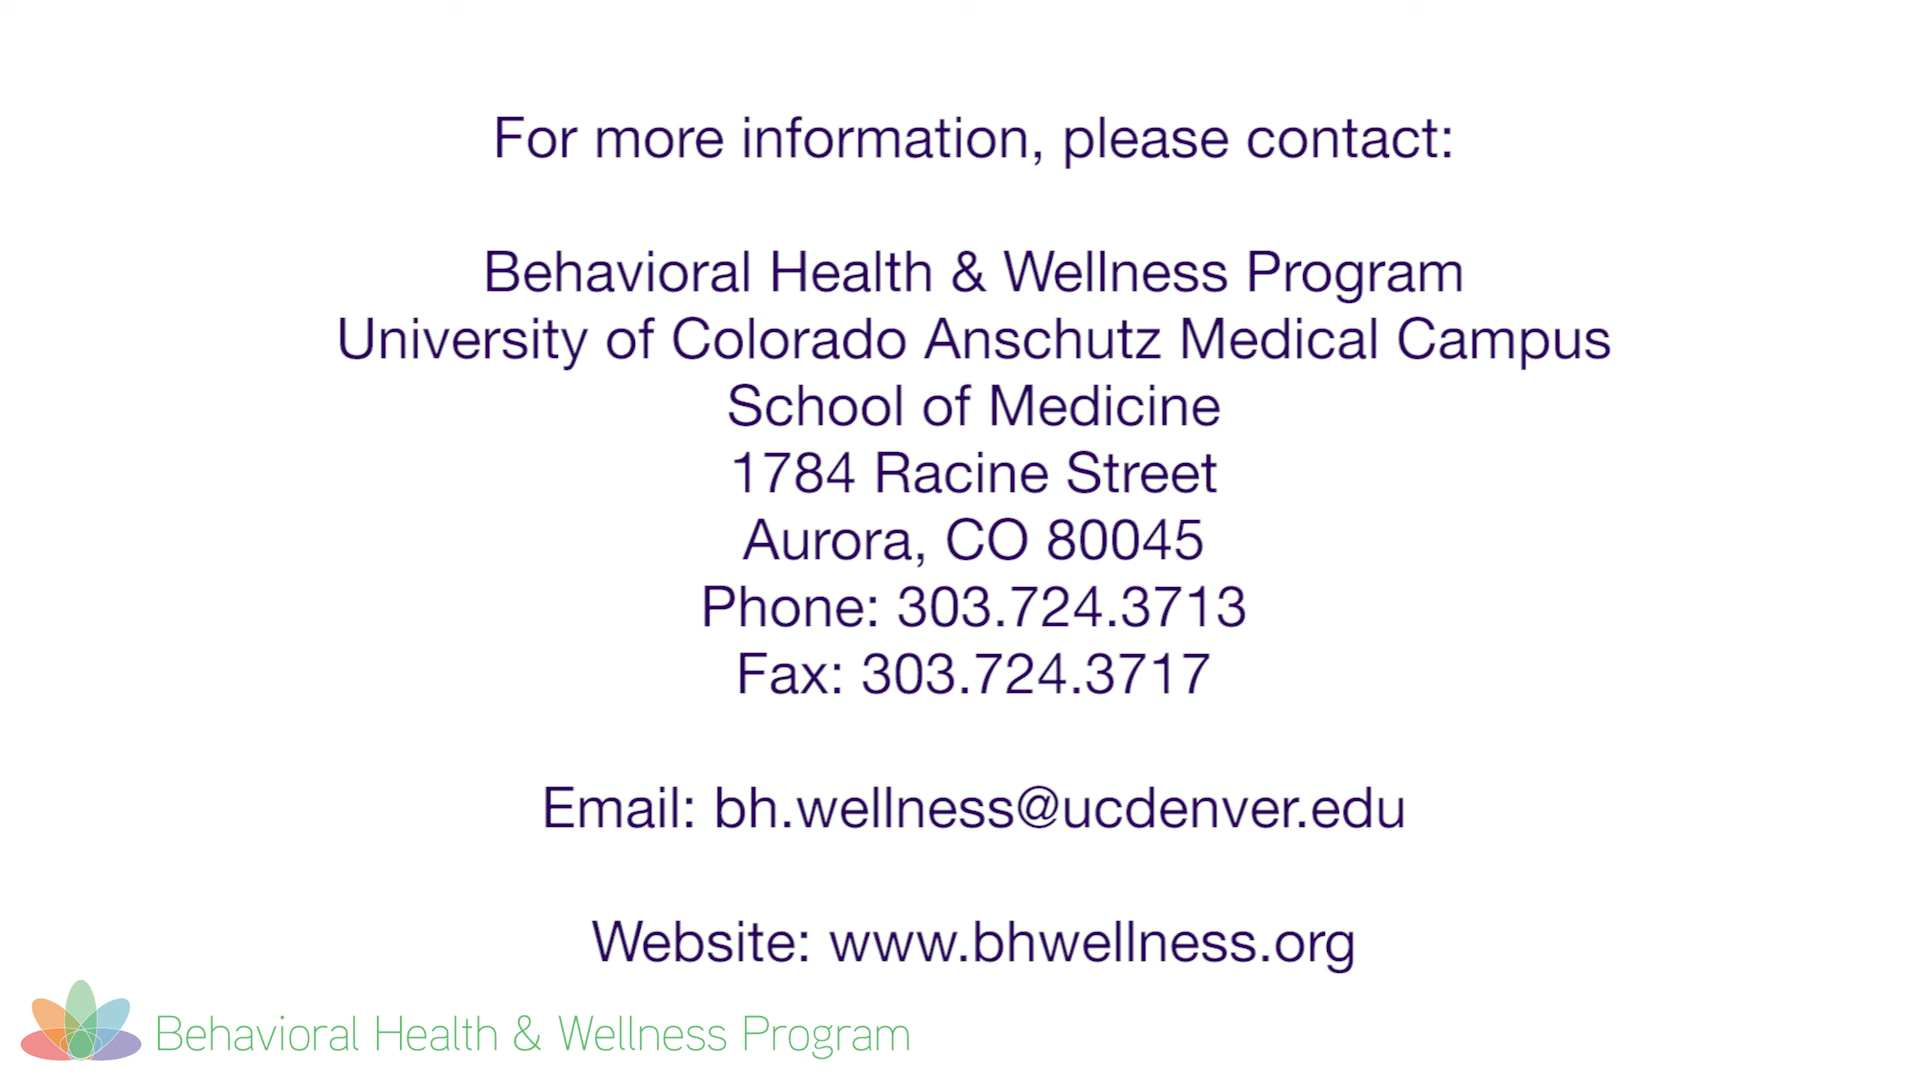 For more information, please contact:
Behavioral Health & Wellness Program
University of Colorado Anschutz Medical Campus
School of Medicine
1784 Racine Street
Aurora, CO 80045
Phone: 303.724.3713
Fax: 303.724.3717
Email: bh.wellness@ucdenver.edu
Website: www.bhwellness.org
Behavioral Health & Wellness Program